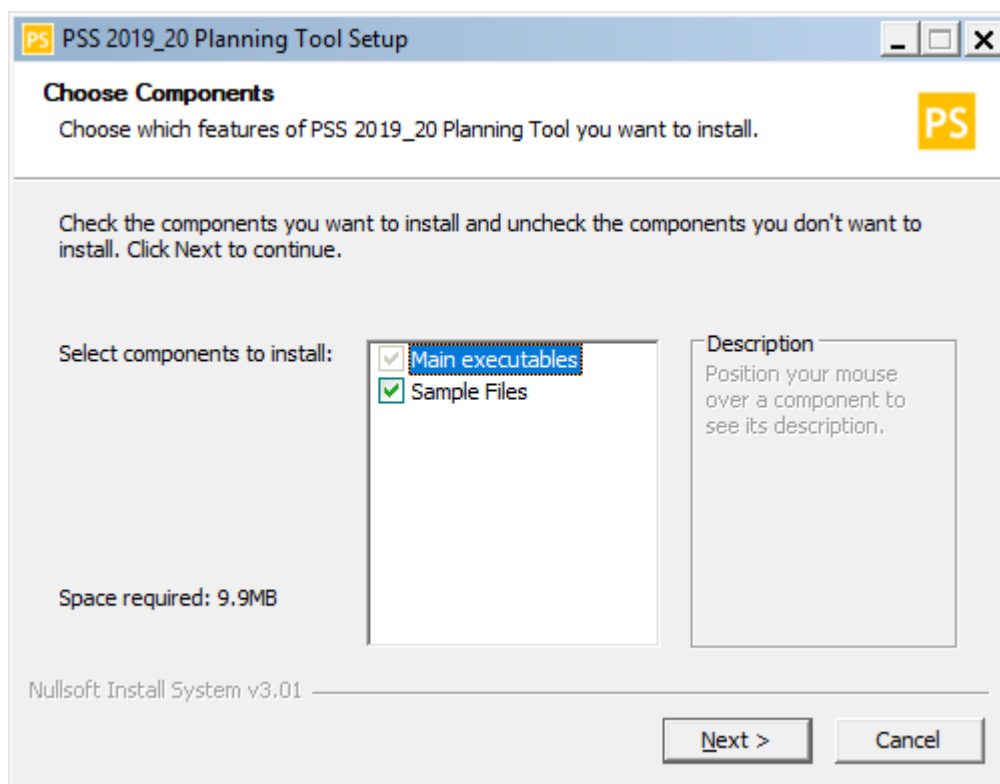 PS PSS 2019_20 Planning Tool Setup
Choose Components
Choose which features of PSS 2019_20 Planning Tool you want to install.
PS
Check the components you want to install and uncheck the components you don't want to
install. Click Next to continue.
Select components to install:
Main executables
Sample Files
Description
Position your mouse
over a component to
see its description.
Space required: 9.9MB
Nullsoft Install System v3.01
Next >
Cancel